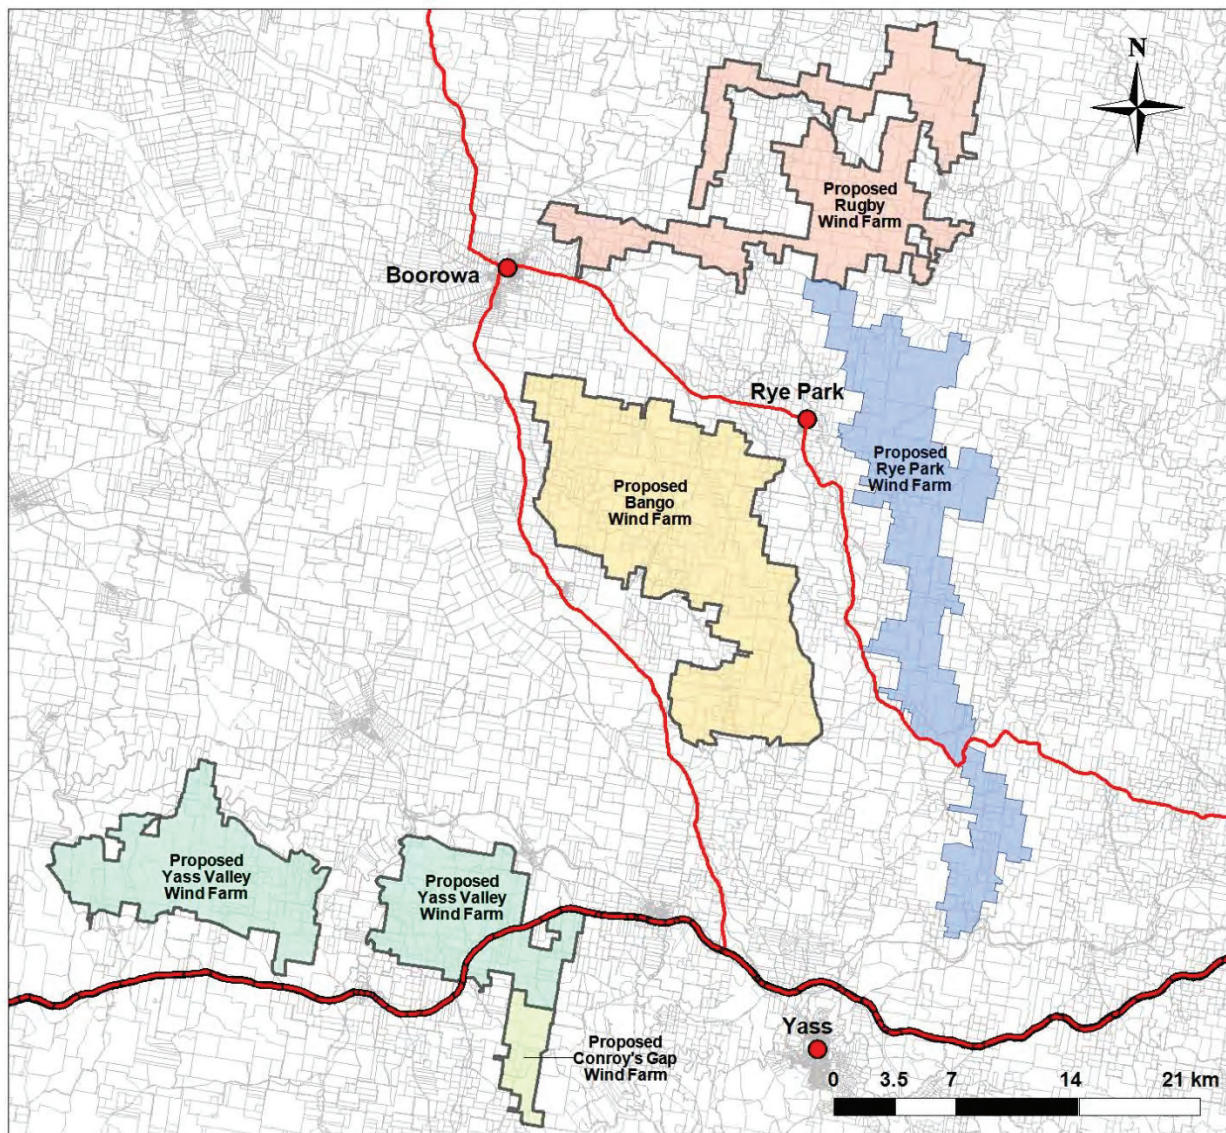 N
Proposed
Rugby
Wind Farm
Boorowa
Rye Park
Proposed
Rye Park
Wind Farm
Proposed
Bango
Wind Farm
Proposed
Yass Valley
Wind Farm
Proposed
Yass Valley
Wind Farm
Proposed
Conroy's Gap
Wind Farm
Yass
0 3.5 7 14 21 km